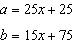 a = 25x + 25
b = 15x + 75